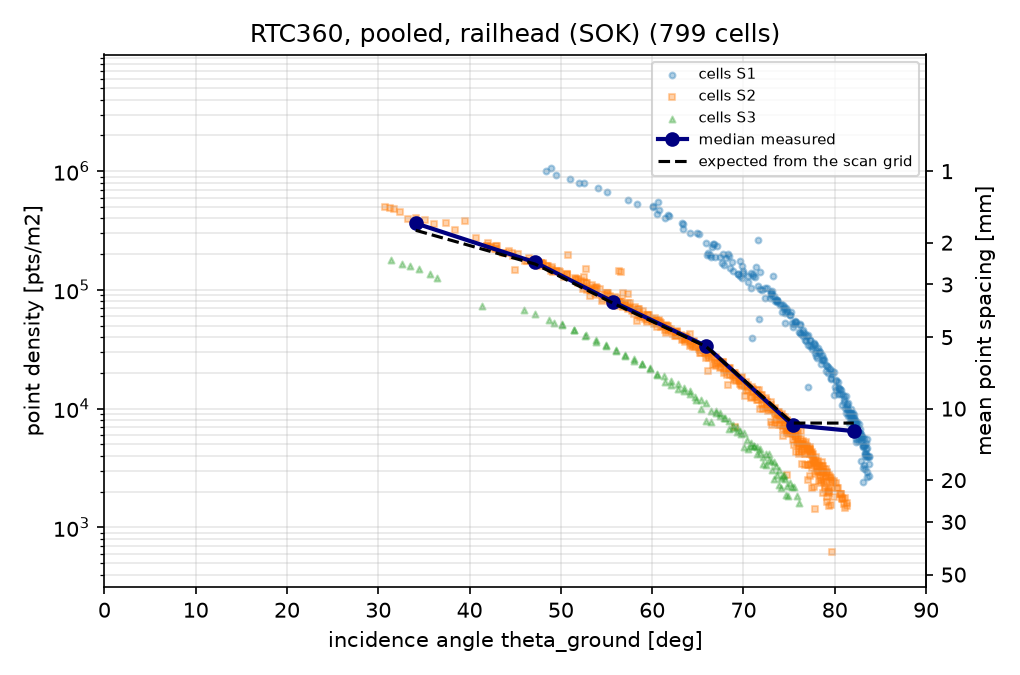 RTC360, pooled, railhead (SOK) (799 cells)
cells S1
cells S2
cells S3
median measured
expected from the scan grid
point density [pts/m2]
10^6
10^5
10^4
10^3
1
2
3
5
10
20
30
50
mean point spacing [mm]
0 10 20 30 40 50 60 70 80 90
incidence angle theta_ground [deg]